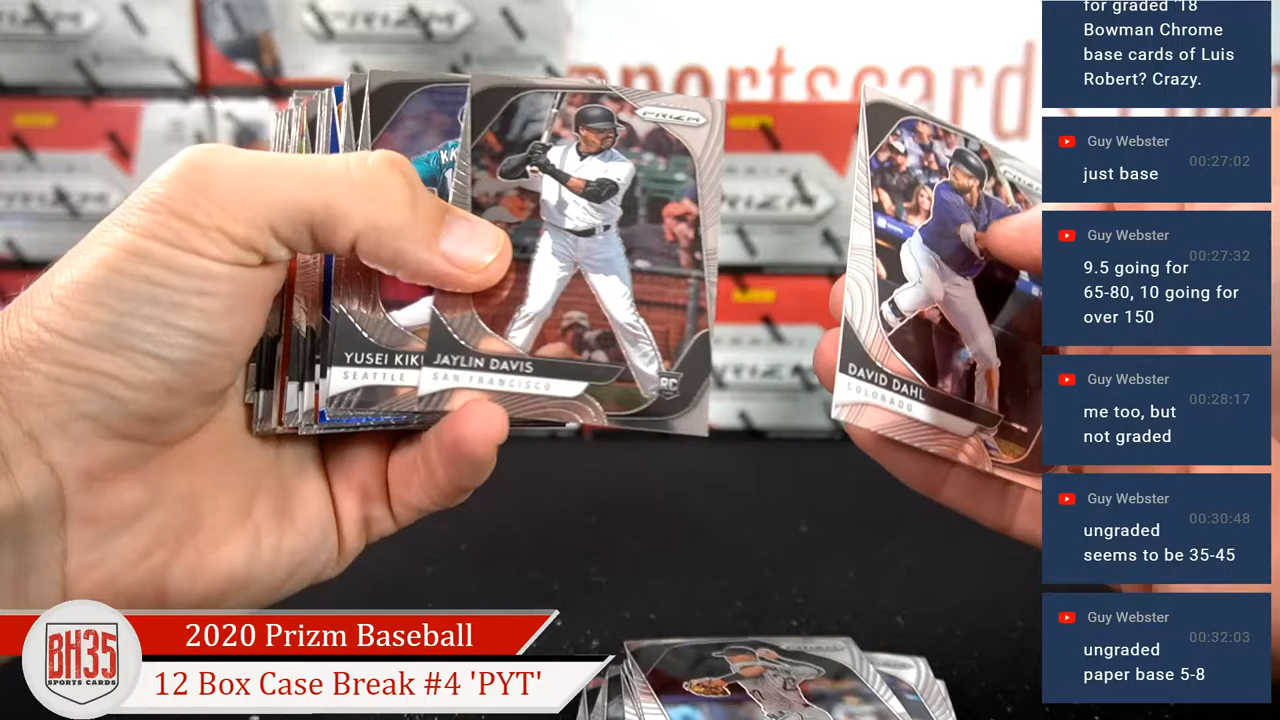 PRIZM
PRIZM
sportscards
PRIZM
PRIZM
YUSEI KIK
SEATTLE
JAYLIN DAVIS
SAN FRANCISCO
RC
DAVID DAHL
COLORADO
for graded '18
Bowman Chrome
base cards of Luis
Robert? Crazy.
Guy Webster
00:27:02
just base
Guy Webster
00:27:32
9.5 going for
65-80, 10 going for
over 150
Guy Webster
00:28:17
me too, but
not graded
Guy Webster
00:30:48
ungraded
seems to be 35-45
Guy Webster
00:32:03
ungraded
paper base 5-8
BH35
SPORTS CARDS
2020 Prizm Baseball
12 Box Case Break #4 'PYT'